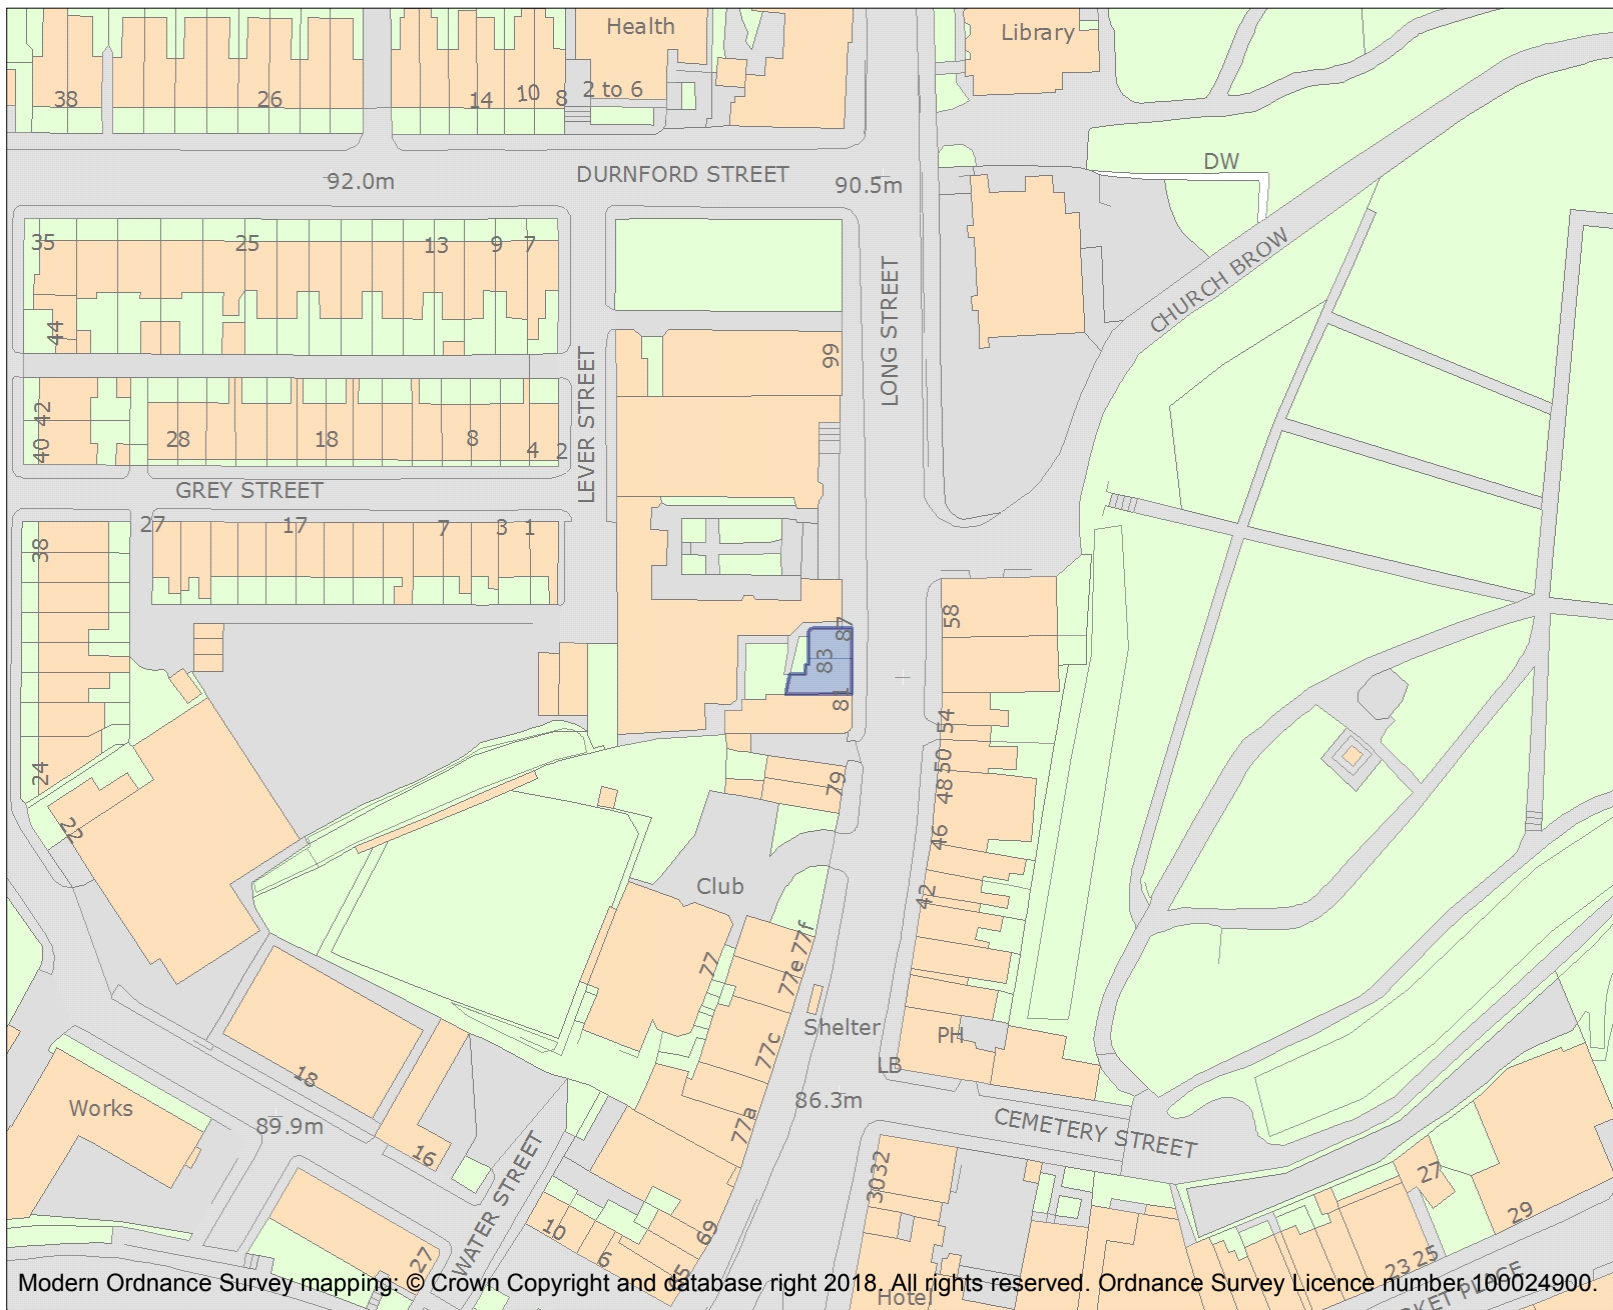 Health
Library
38
26
14
10
8
2 to 6
DURNFORD STREET
92.0m
90.5m
DW
CHURCH BROW
35
25
13
9
7
44
LONG STREET
99
LEVER STREET
42
40
28
18
8
4
2
GREY STREET
27
17
7
3
1
38
58
87
83
81
24
22
54
50
48
46
42
79
Club
77
77f
77e
77c
77a
Shelter
PH
LB
86.3m
CEMETERY STREET
Works
18
89.9m
16
WATER STREET
27
10
6
69
30
32
27
29
23
25
Hotel
Modern Ordnance Survey mapping: © Crown Copyright and database right 2018. All rights reserved. Ordnance Survey Licence number 100024900.